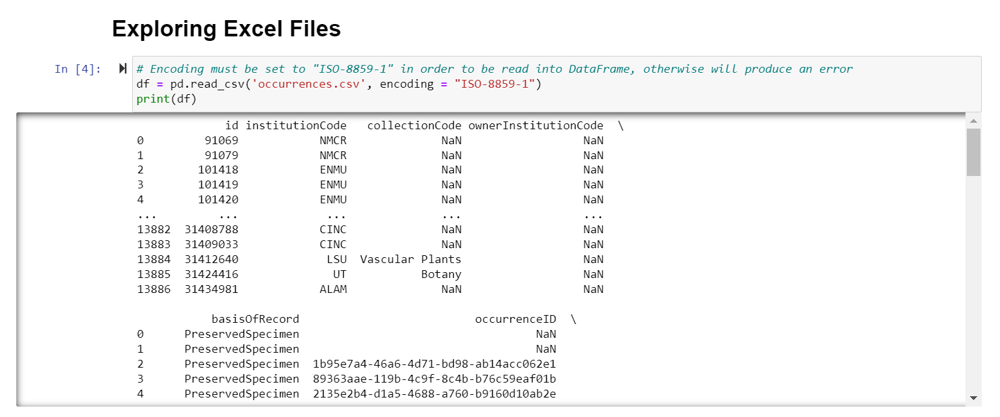 Exploring Excel Files
In [4]:
# Encoding must be set to "ISO-8859-1" in order to be read into DataFrame, otherwise will produce an error
df = pd.read_csv('occurrences.csv', encoding = "ISO-8859-1")
print(df)
id institutionCode collectionCode ownerInstitutionCode \
0 91069 NMCR NaN NaN
1 91079 NMCR NaN NaN
2 101418 ENMU NaN NaN
3 101419 ENMU NaN NaN
4 101420 ENMU NaN NaN
... ... ... ... ...
13882 31408788 CINC NaN NaN
13883 31409033 CINC NaN NaN
13884 31412640 LSU Vascular Plants NaN
13885 31424416 UT Botany NaN
13886 31434981 ALAM NaN NaN
basisOfRecord occurrenceID \
0 PreservedSpecimen NaN
1 PreservedSpecimen NaN
2 PreservedSpecimen 1b95e7a4-46a6-4d71-bd98-ab14acc062e1
3 PreservedSpecimen 89363aae-119b-4c9f-8c4b-b76c59eaf01b
4 PreservedSpecimen 2135e2b4-d1a5-4688-a760-b9160d10ab2e